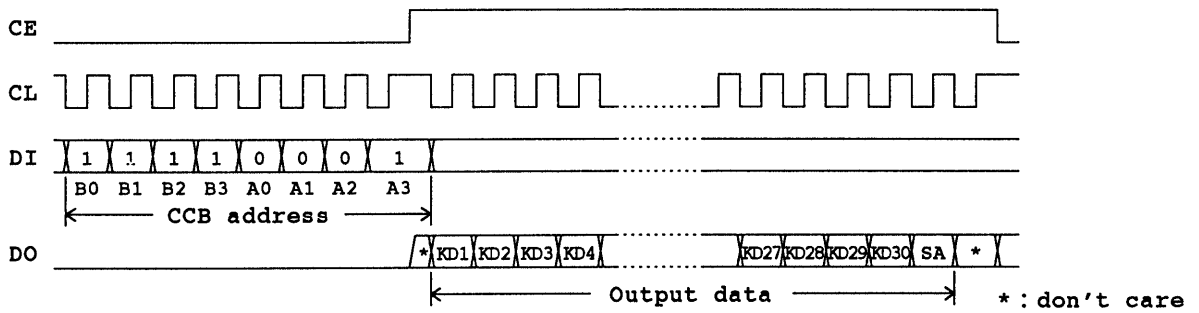 CE
CL
DI 1 1 1 1 0 0 0 1
B0 B1 B2 B3 A0 A1 A2 A3
CCB address
DO * KD1 KD2 KD3 KD4 KD27 KD28 KD29 KD30 SA *
Output data
* : don't care